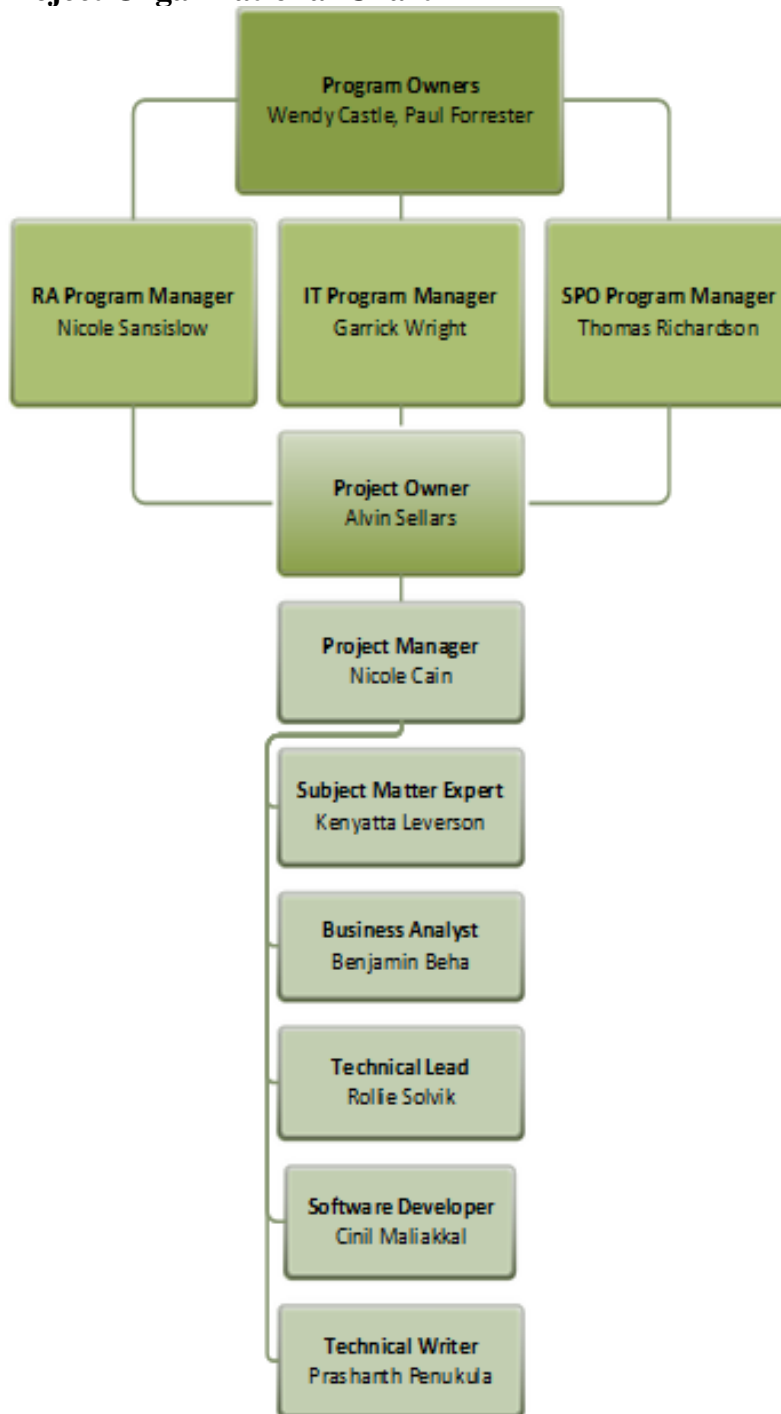 Program Owners
Wendy Castle, Paul Forrester
RA Program Manager
Nicole Sansislow
IT Program Manager
Garrick Wright
SPO Program Manager
Thomas Richardson
Project Owner
Alvin Sellars
Project Manager
Nicole Cain
Subject Matter Expert
Kenyatta Leverson
Business Analyst
Benjamin Beha
Technical Lead
Rollie Solvik
Software Developer
Cinil Maliakkal
Technical Writer
Prashanth Penukula